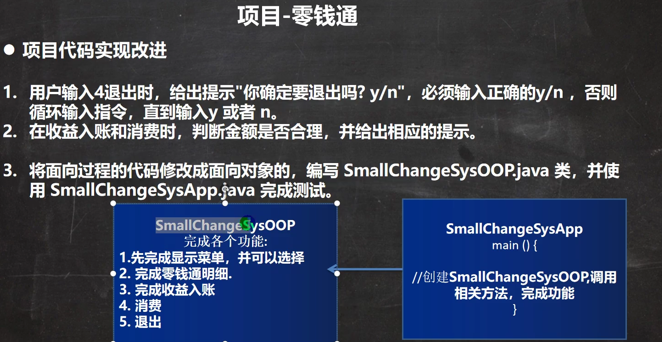 项目-零钱通
● 项目代码实现改进
1. 用户输入4退出时，给出提示"你确定要退出吗? y/n"，必须输入正确的y/n ，否则
循环输入指令，直到输入y 或者 n。
2. 在收益入账和消费时，判断金额是否合理，并给出相应的提示。
3. 将面向过程的代码修改成面向对象的，编写 SmallChangeSysOOP.java 类，并使
用 SmallChangeSysApp.java 完成测试。
SmallChangeSysOOP
完成各个功能:
1.先完成显示菜单，并可以选择
2. 完成零钱通明细.
3. 完成收益入账
4. 消费
5. 退出
SmallChangeSysApp
main () {
//创建SmallChangeSysOOP,调用
相关方法，完成功能
}